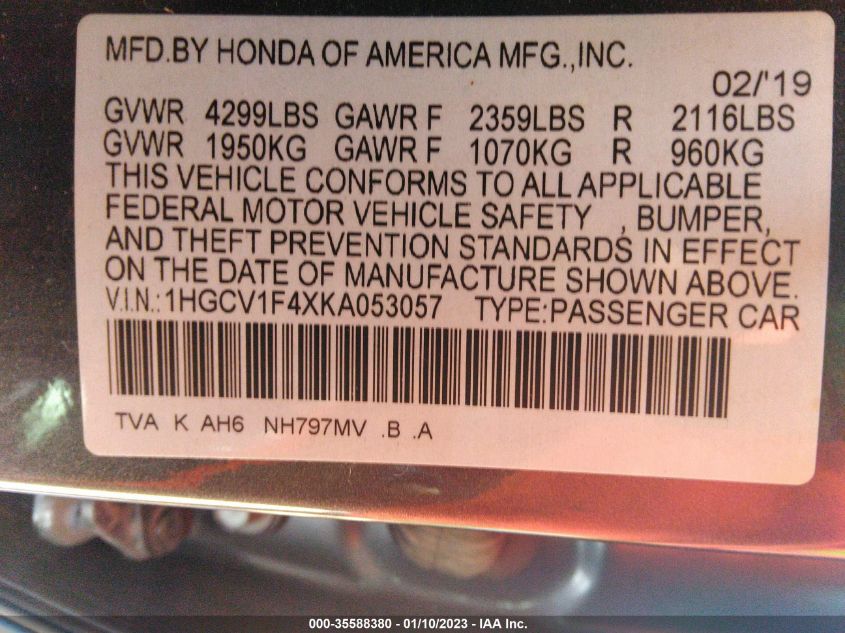 MFD.BY HONDA OF AMERICA MFG.,INC.
02/'19
GVWR 4299LBS GAWR F 2359LBS R 2116LBS
GVWR 1950KG GAWR F 1070KG R 960KG
THIS VEHICLE CONFORMS TO ALL APPLICABLE
FEDERAL MOTOR VEHICLE SAFETY , BUMPER,
AND THEFT PREVENTION STANDARDS IN EFFECT
ON THE DATE OF MANUFACTURE SHOWN ABOVE.
V.I.N.:1HGCV1F4XKA053057 TYPE:PASSENGER CAR
TVA K AH6 NH797MV .B .A
000-35588380 - 01/10/2023 - IAA Inc.